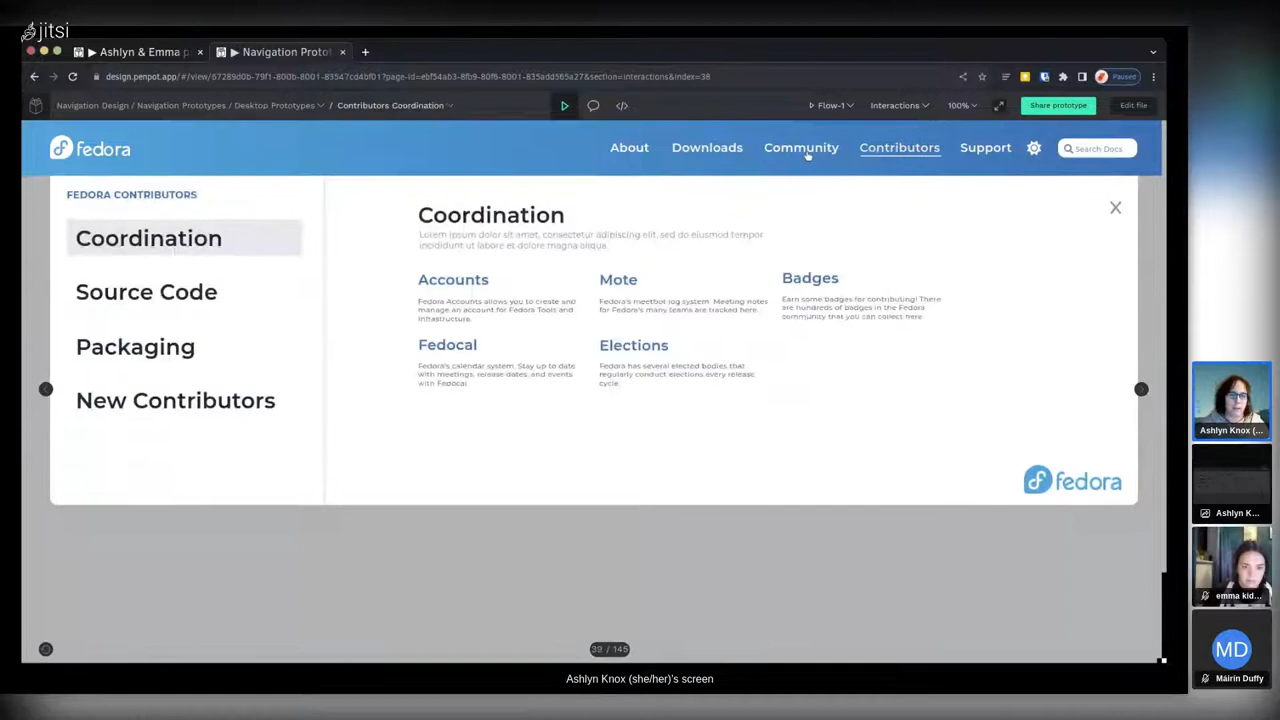 jitsi
Ashlyn & Emma p
Navigation Proto
design.penpot.app/#/view/67289d0b-79f1-800b-8001-83547cd4bf01?page-id=ebf54ab3-8fb9-80f6-8001-835add565a27&section=interactions&index=38
Paused
Navigation Design / Navigation Prototypes / Desktop Prototypes / Contributors Coordination
Flow-1
Interactions
100%
Share prototype
Edit file
fedora
About
Downloads
Community
Contributors
Support
Search Docs
FEDORA CONTRIBUTORS
Coordination
Source Code
Packaging
New Contributors
Coordination
Lorem ipsum dolor sit amet, consectetur adipiscing elit, sed do eiusmod tempor
incididunt ut labore et dolore magna aliqua.
X
Accounts
Fedora Accounts allows you to create and
manage an account for Fedora Tools and
Infrastructure.
Mote
Fedora's meetbot log system. Meeting notes
for Fedora's many teams are tracked here.
Badges
Earn some badges for contributing! There
are hundreds of badges in the Fedora
community that you can collect here.
Fedocal
Fedora's calendar system. Stay up to date
with meetings, release dates, and events
with Fedocal.
Elections
Fedora has several elected bodies that
regularly conduct elections every release
cycle.
fedora
39 / 145
Ashlyn Knox (she/her)'s screen
Ashlyn Knox (...
Ashlyn K...
emma kid...
MD
Máirín Duffy